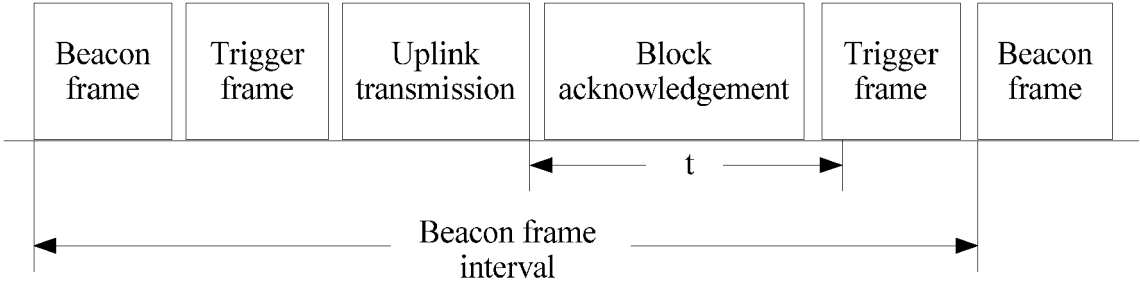 Beacon
frame
Trigger
frame
Uplink
transmission
Block
acknowledgement
Trigger
frame
Beacon
frame
t
Beacon frame
interval